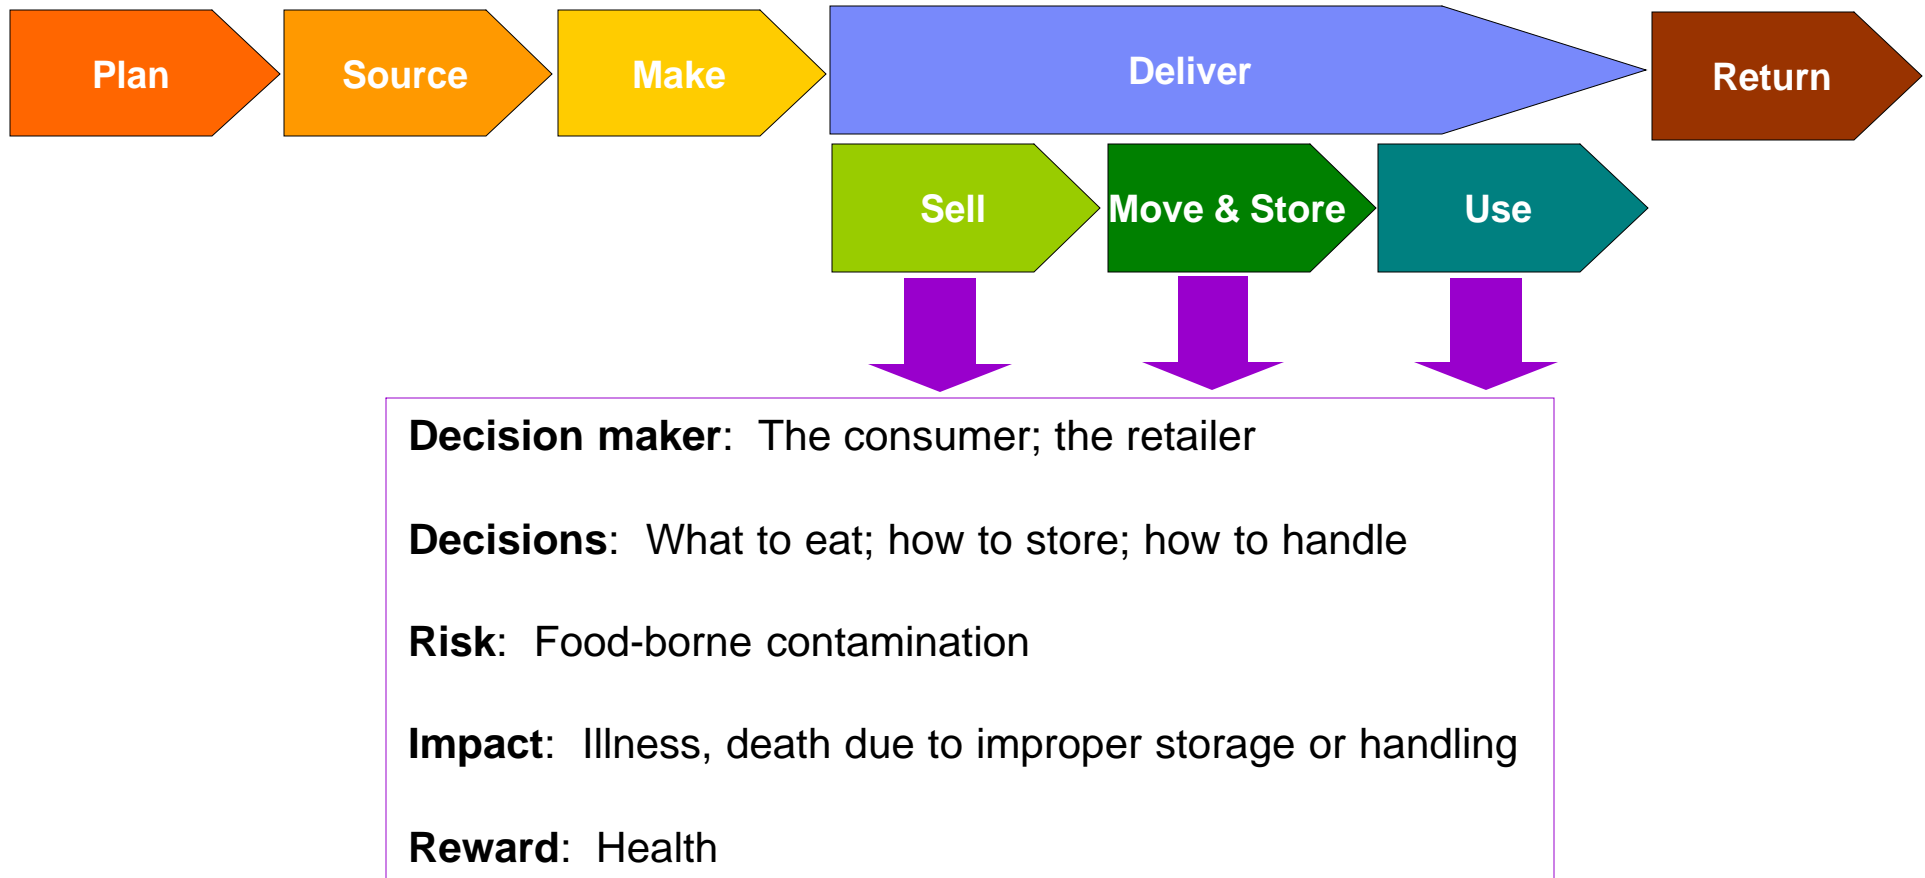 Plan
Source
Make
Deliver
Return
Sell
Move & Store
Use
Decision maker: The consumer; the retailer
Decisions: What to eat; how to store; how to handle
Risk: Food-borne contamination
Impact: Illness, death due to improper storage or handling
Reward: Health